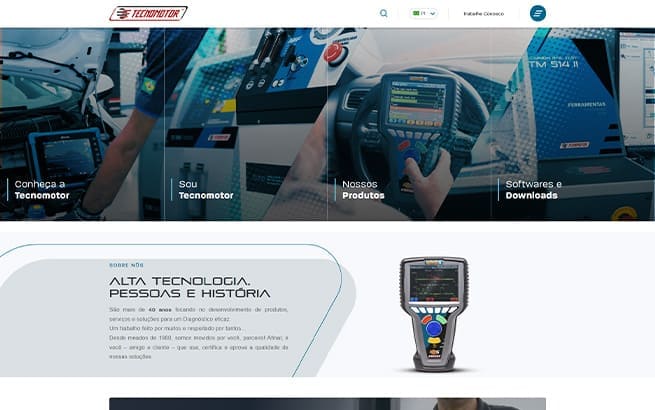 TECNOMOTOR
PT
Trabalhe Conosco
TM 514 II
FERRAMENTAS
Conheça a
Tecnomotor
Sou
Tecnomotor
Nossos
Produtos
Softwares e
Downloads
SOBRE NÓS
ALTA TECNOLOGIA,
PESSOAS E HISTÓRIA
São mais de 40 anos focando no desenvolvimento de produtos,
serviços e soluções para um Diagnóstico eficaz.
Um trabalho feito por muitos e respeitado por tantos...
Desde meados de 1980, somos movidos por você, parceiro! Afinal, é
você – amigo e cliente – que usa, certifica e aprova a qualidade de
nossas soluções.